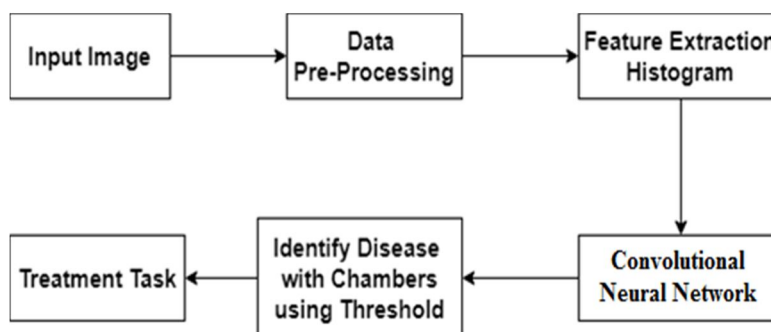 Input Image
Data
Pre-Processing
Feature Extraction
Histogram
Convolutional
Neural Network
Identify Disease
with Chambers
using Threshold
Treatment Task